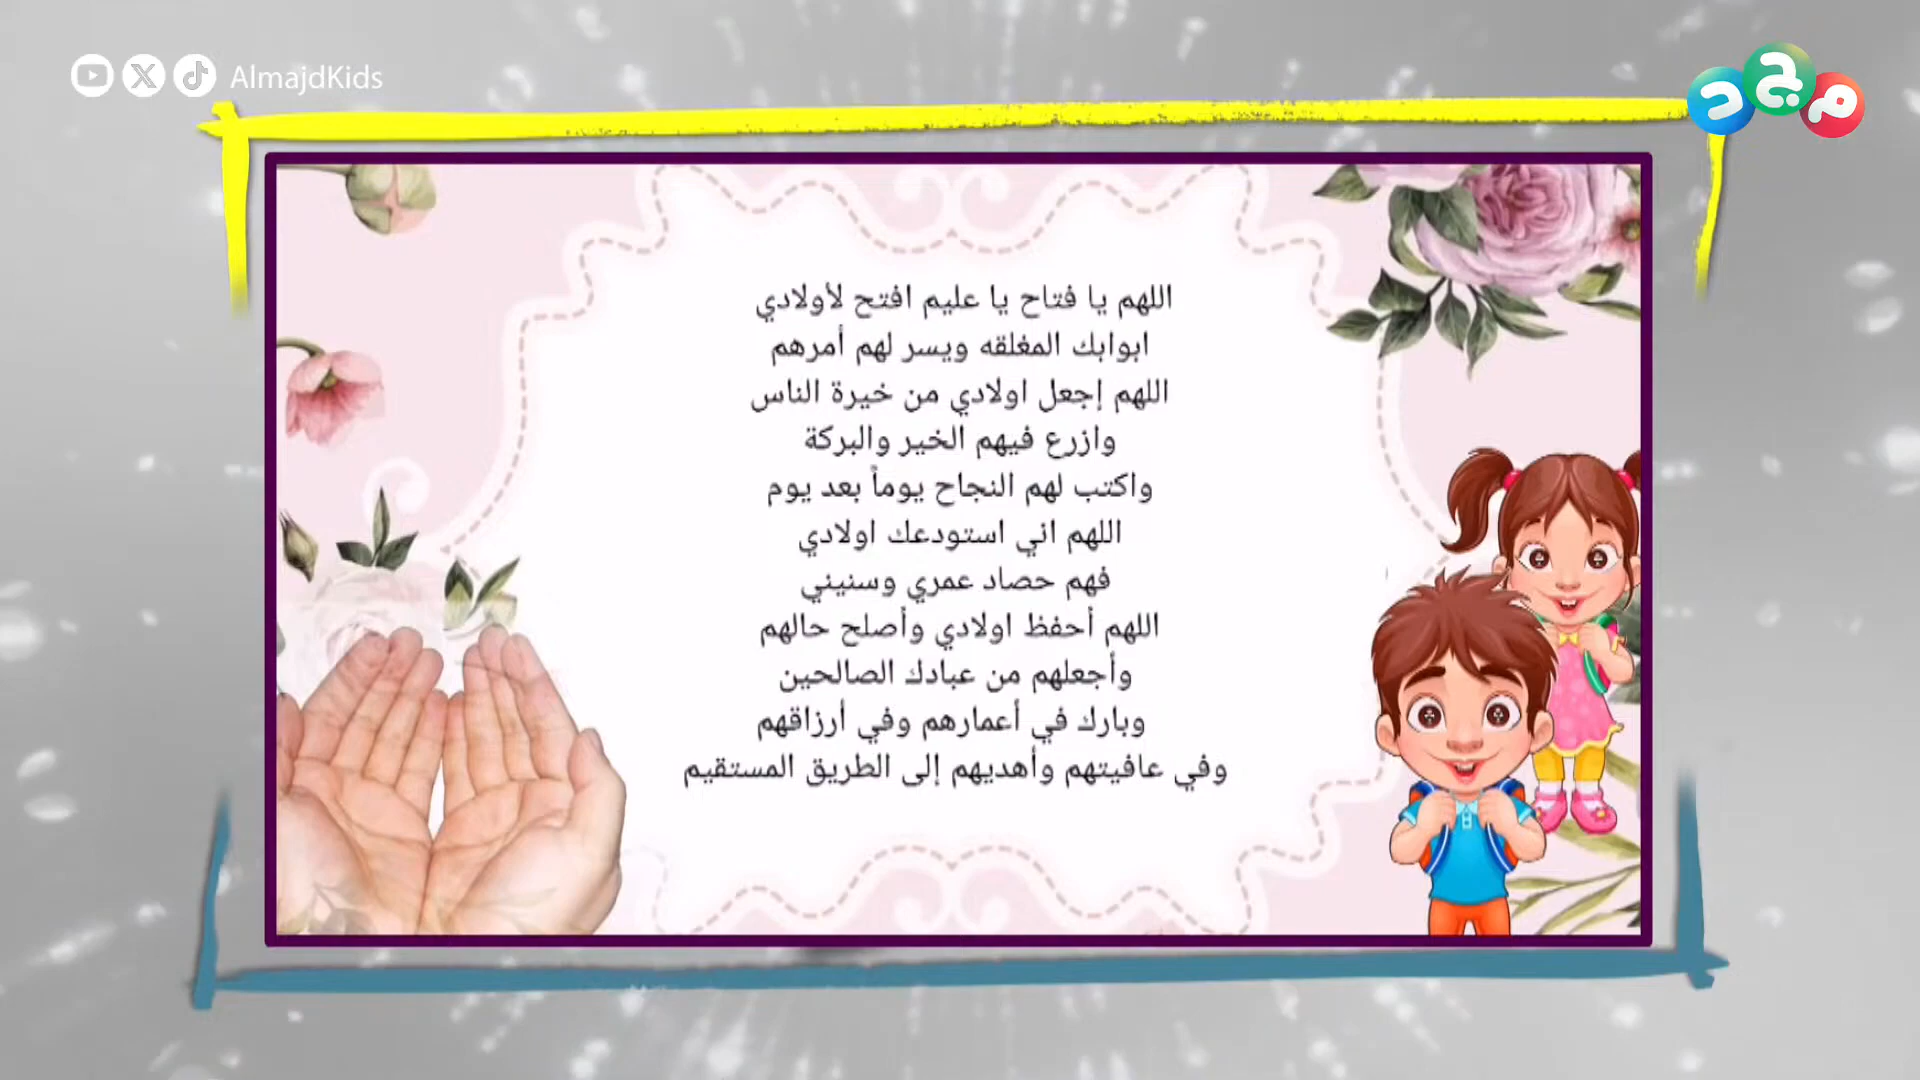 AlmajdKids
مجد
اللهم يا فتاح يا عليم افتح لأولادي
ابوابك المغلقه ويسر لهم أمرهم
اللهم إجعل اولادي من خيرة الناس
وازرع فيهم الخير والبركة
واكتب لهم النجاح يوماً بعد يوم
اللهم اني استودعك اولادي
فهم حصاد عمري وسنيني
اللهم أحفظ اولادي وأصلح حالهم
وأجعلهم من عبادك الصالحين
وبارك في أعمارهم وفي أرزاقهم
وفي عافيتهم وأهديهم إلى الطريق المستقيم